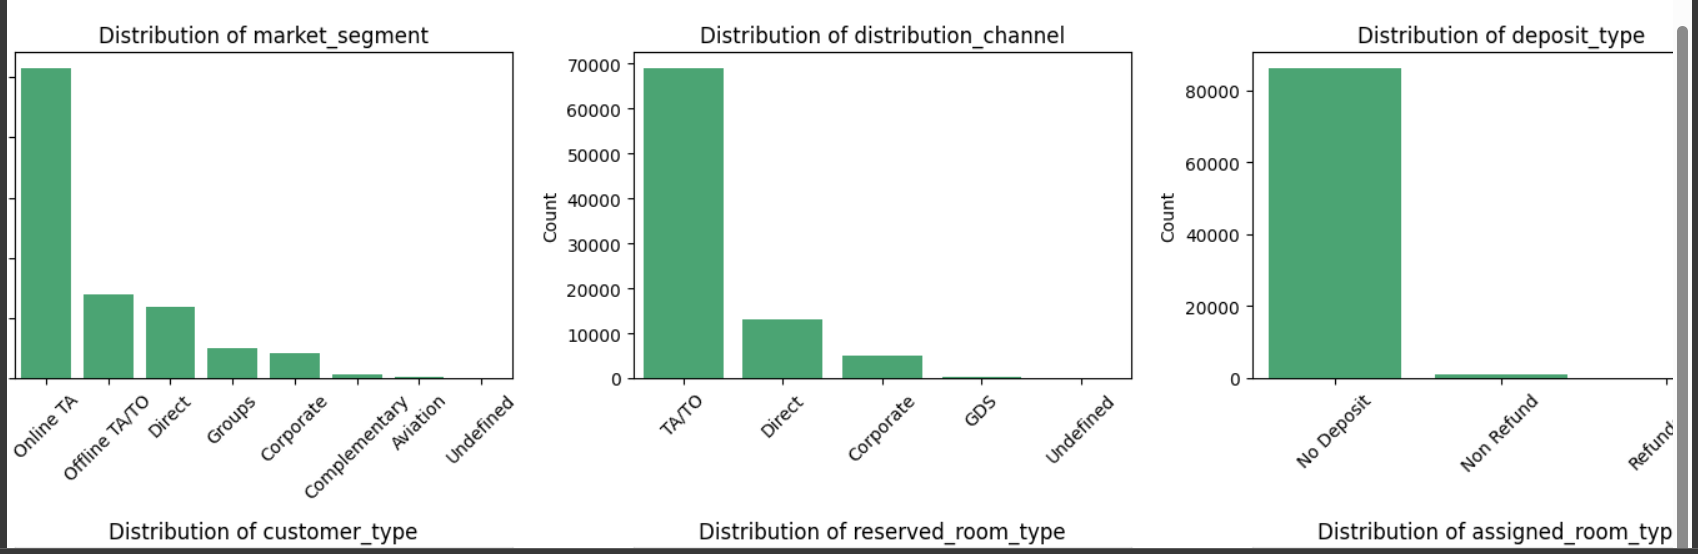 Distribution of market_segment
Online TA
Offline TA/TO
Direct
Groups
Corporate
Complementary
Aviation
Undefined
Distribution of distribution_channel
Count
70000
60000
50000
40000
30000
20000
10000
0
TA/TO
Direct
Corporate
GDS
Undefined
Distribution of deposit_type
Count
80000
60000
40000
20000
0
No Deposit
Non Refund
Refund
Distribution of customer_type
Distribution of reserved_room_type
Distribution of assigned_room_typ